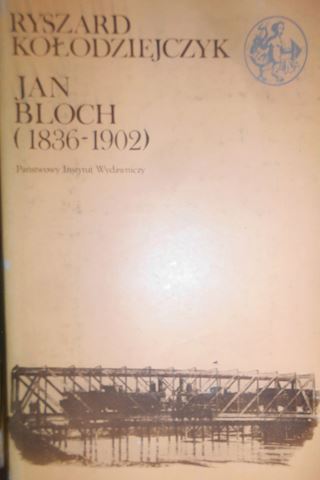 RYSZARD
KOŁODZIEJCZYK
JAN
BLOCH
(1836-1902)
Państwowy Instytut Wydawniczy